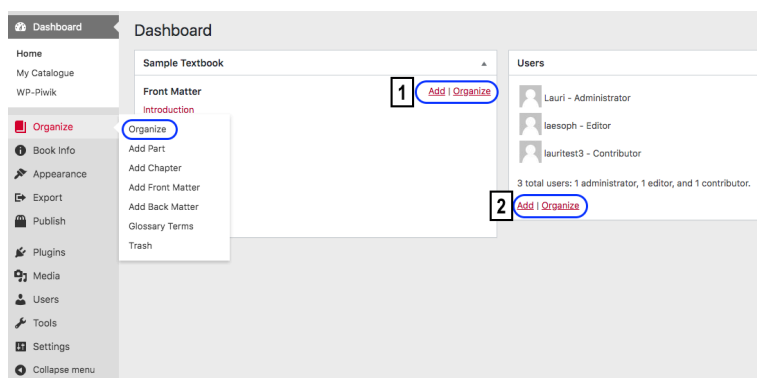 Dashboard
Home
My Catalogue
WP-Piwik
Organize
Book Info
Appearance
Export
Publish
Plugins
Media
Users
Tools
Settings
Collapse menu
Dashboard
Sample Textbook
Front Matter
1
Add | Organize
Introduction
Organize
Add Part
Add Chapter
Add Front Matter
Add Back Matter
Glossary Terms
Trash
Users
Lauri - Administrator
laesoph - Editor
lauritest3 - Contributor
3 total users: 1 administrator, 1 editor, and 1 contributor.
2
Add | Organize